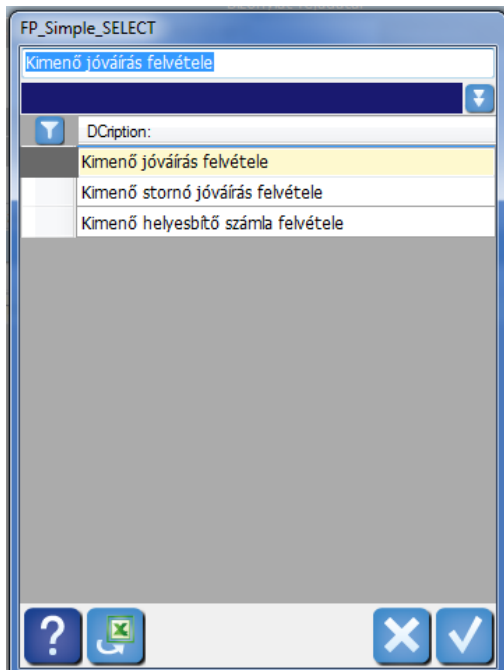 FP_Simple_SELECT
Kimenő jóváírás felvétele
DCription:
Kimenő jóváírás felvétele
Kimenő stornó jóváírás felvétele
Kimenő helyesbítő számla felvétele
?